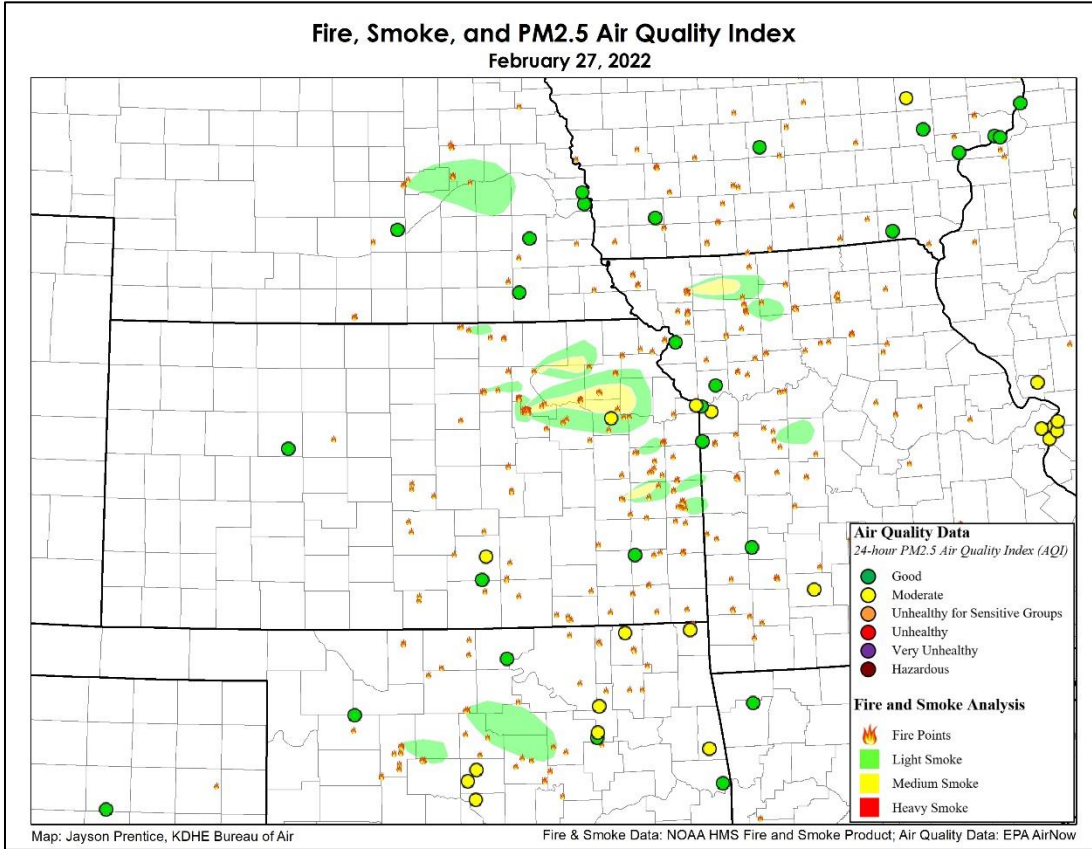 Fire, Smoke, and PM2.5 Air Quality Index
February 27, 2022
Air Quality Data
24-hour PM2.5 Air Quality Index (AQI)
Good
Moderate
Unhealthy for Sensitive Groups
Unhealthy
Very Unhealthy
Hazardous
Fire and Smoke Analysis
Fire Points
Light Smoke
Medium Smoke
Heavy Smoke
Map: Jayson Prentice, KDHE Bureau of Air
Fire & Smoke Data: NOAA HMS Fire and Smoke Product; Air Quality Data: EPA AirNow